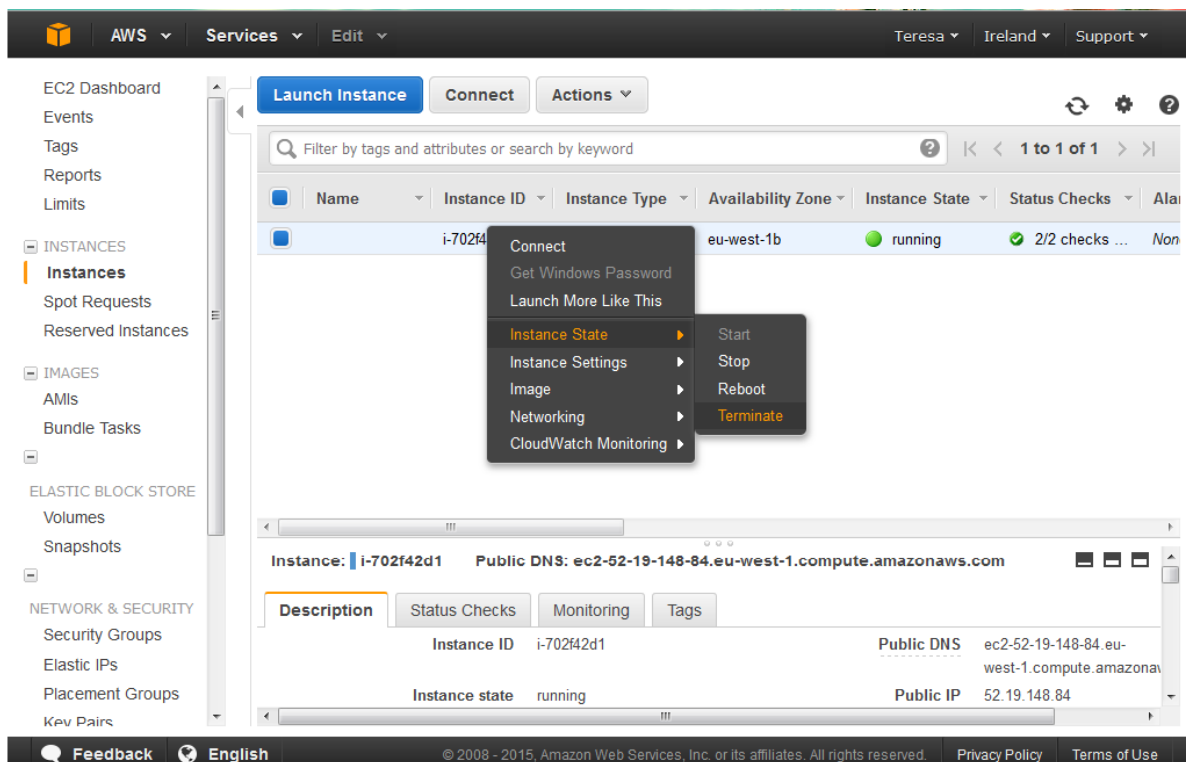 AWS Services Edit Teresa Ireland Support
EC2 Dashboard
Events
Tags
Reports
Limits
INSTANCES
Instances
Spot Requests
Reserved Instances
IMAGES
AMIs
Bundle Tasks
ELASTIC BLOCK STORE
Volumes
Snapshots
NETWORK & SECURITY
Security Groups
Elastic IPs
Placement Groups
Key Pairs
Launch Instance Connect Actions
Filter by tags and attributes or search by keyword 1 to 1 of 1
Name Instance ID Instance Type Availability Zone Instance State Status Checks Alar
i-702f4 eu-west-1b running 2/2 checks ... Non
Connect
Get Windows Password
Launch More Like This
Instance State
Instance Settings
Image
Networking
CloudWatch Monitoring
Start
Stop
Reboot
Terminate
Instance: i-702f42d1 Public DNS: ec2-52-19-148-84.eu-west-1.compute.amazonaws.com
Description Status Checks Monitoring Tags
Instance ID i-702f42d1 Public DNS ec2-52-19-148-84.eu-
west-1.compute.amazonaw
Instance state running Public IP 52.19.148.84
Feedback English © 2008 - 2015, Amazon Web Services, Inc. or its affiliates. All rights reserved. Privacy Policy Terms of Use